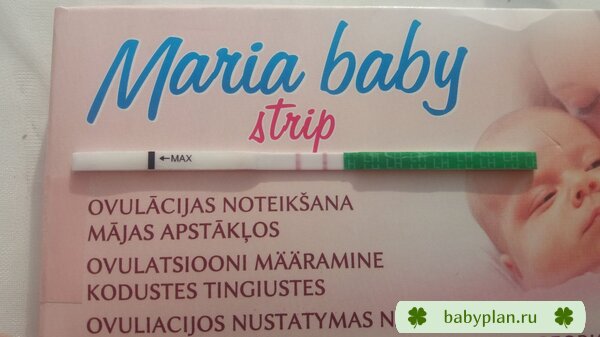 Maria baby
strip
←MAX
OVULĀCIJAS NOTEIKŠANA
MĀJAS APSTĀKĻOS
OVULATSIOONI MÄÄRAMINE
KODUSTES TINGIUSTES
OVULIACIJOS NUSTATYMAS
babyplan.ru